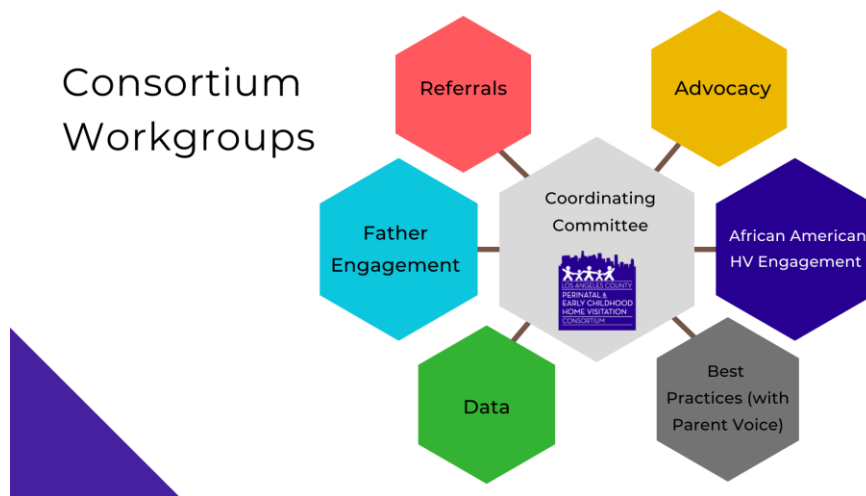 Consortium
Workgroups
Referrals
Advocacy
Coordinating
Committee
LOS ANGELES COUNTY
PERINATAL &
EARLY CHILDHOOD
HOME VISITATION
CONSORTIUM
Father
Engagement
African American
HV Engagement
Data
Best
Practices (with
Parent Voice)